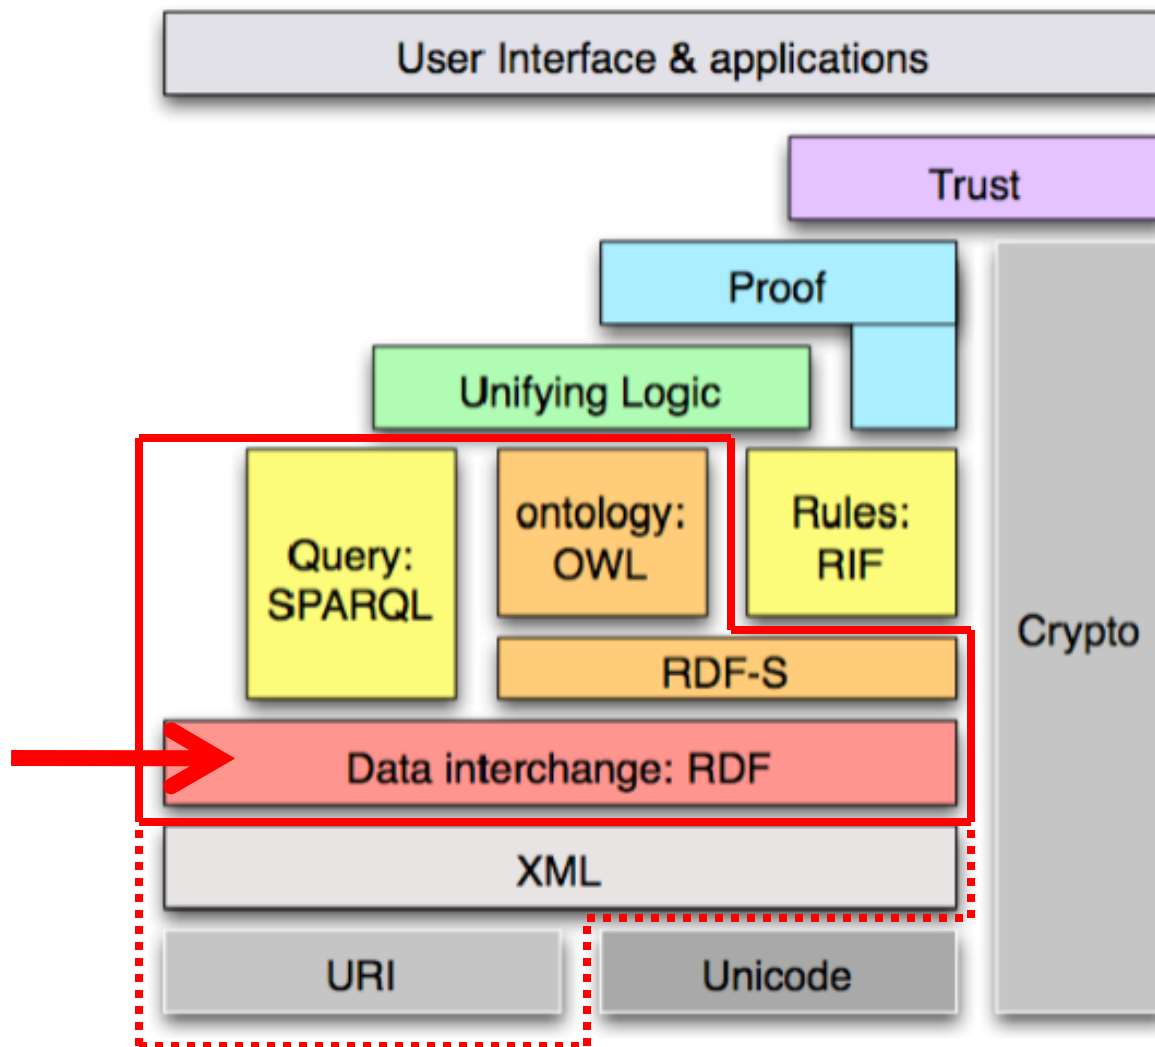 User Interface & applications
Trust
Proof
Unifying Logic
Query:
SPARQL
ontology:
OWL
Rules:
RIF
Crypto
RDF-S
Data interchange: RDF
XML
URI
Unicode